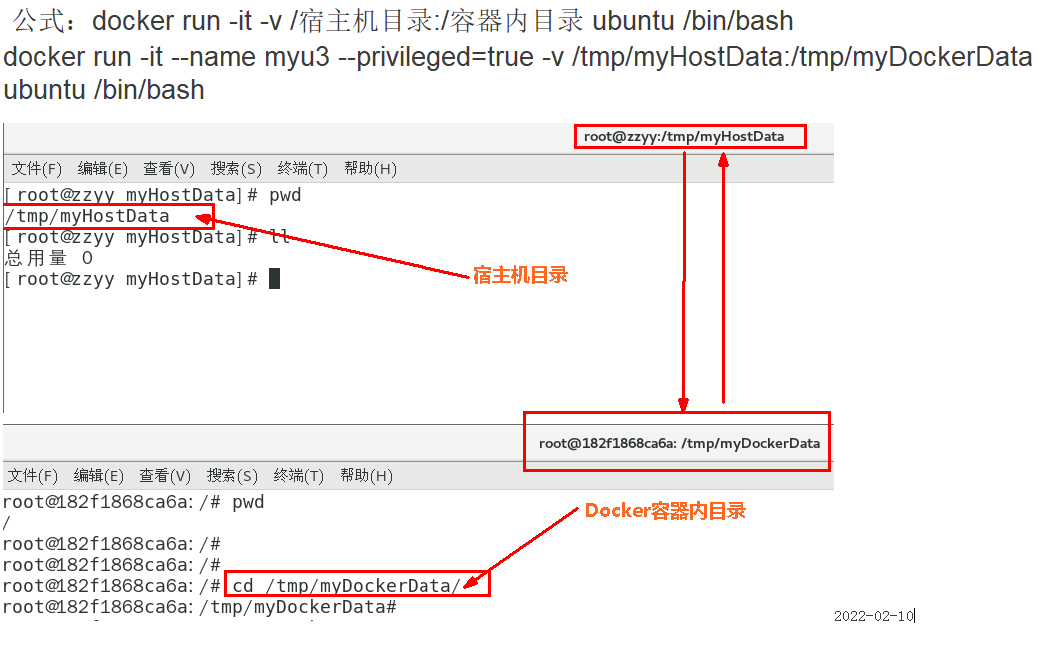 公式：docker run -it -v /宿主机目录:/容器内目录 ubuntu /bin/bash
docker run -it --name myu3 --privileged=true -v /tmp/myHostData:/tmp/myDockerData
ubuntu /bin/bash
root@zzyy:/tmp/myHostData
文件(F) 编辑(E) 查看(V) 搜索(S) 终端(T) 帮助(H)
[root@zzyy myHostData]# pwd
/tmp/myHostData
[root@zzyy myHostData]# ll
总用量 0
[root@zzyy myHostData]#
宿主机目录
root@182f1868ca6a: /tmp/myDockerData
文件(F) 编辑(E) 查看(V) 搜索(S) 终端(T) 帮助(H)
root@182f1868ca6a:/# pwd
/
root@182f1868ca6a:/#
root@182f1868ca6a:/#
root@182f1868ca6a:/# cd /tmp/myDockerData/
root@182f1868ca6a:/tmp/myDockerData#
Docker容器内目录
2022-02-10